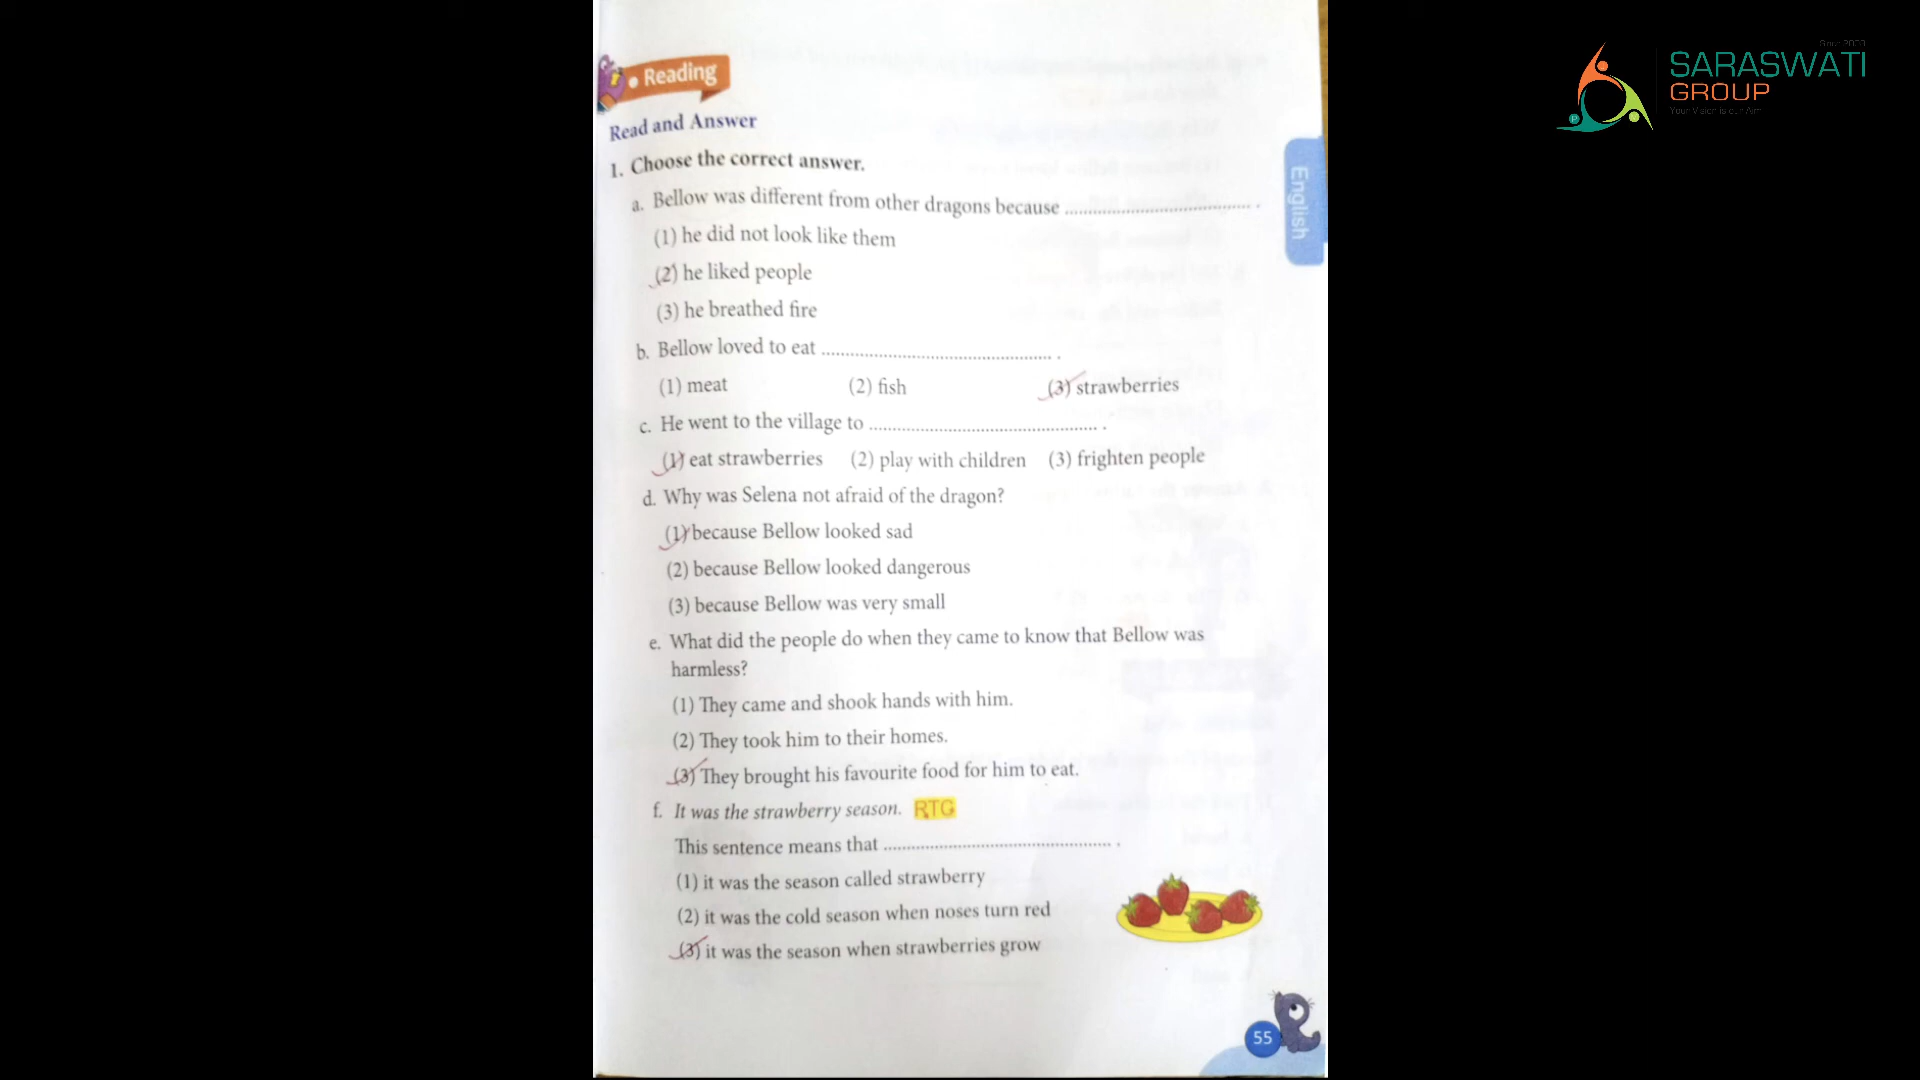 Reading
Read and Answer
1. Choose the correct answer.
a. Bellow was different from other dragons because ........................................ .
(1) he did not look like them
(2) he liked people
(3) he breathed fire
b. Bellow loved to eat ................................................ .
(1) meat (2) fish (3) strawberries
c. He went to the village to ................................................ .
(1) eat strawberries (2) play with children (3) frighten people
d. Why was Selena not afraid of the dragon?
(1) because Bellow looked sad
(2) because Bellow looked dangerous
(3) because Bellow was very small
e. What did the people do when they came to know that Bellow was
harmless?
(1) They came and shook hands with him.
(2) They took him to their homes.
(3) They brought his favourite food for him to eat.
f. It was the strawberry season. RTG
This sentence means that ................................................ .
(1) it was the season called strawberry
(2) it was the cold season when noses turn red
(3) it was the season when strawberries grow
55
English
SARASWATI
GROUP
Your Vision is our Aim